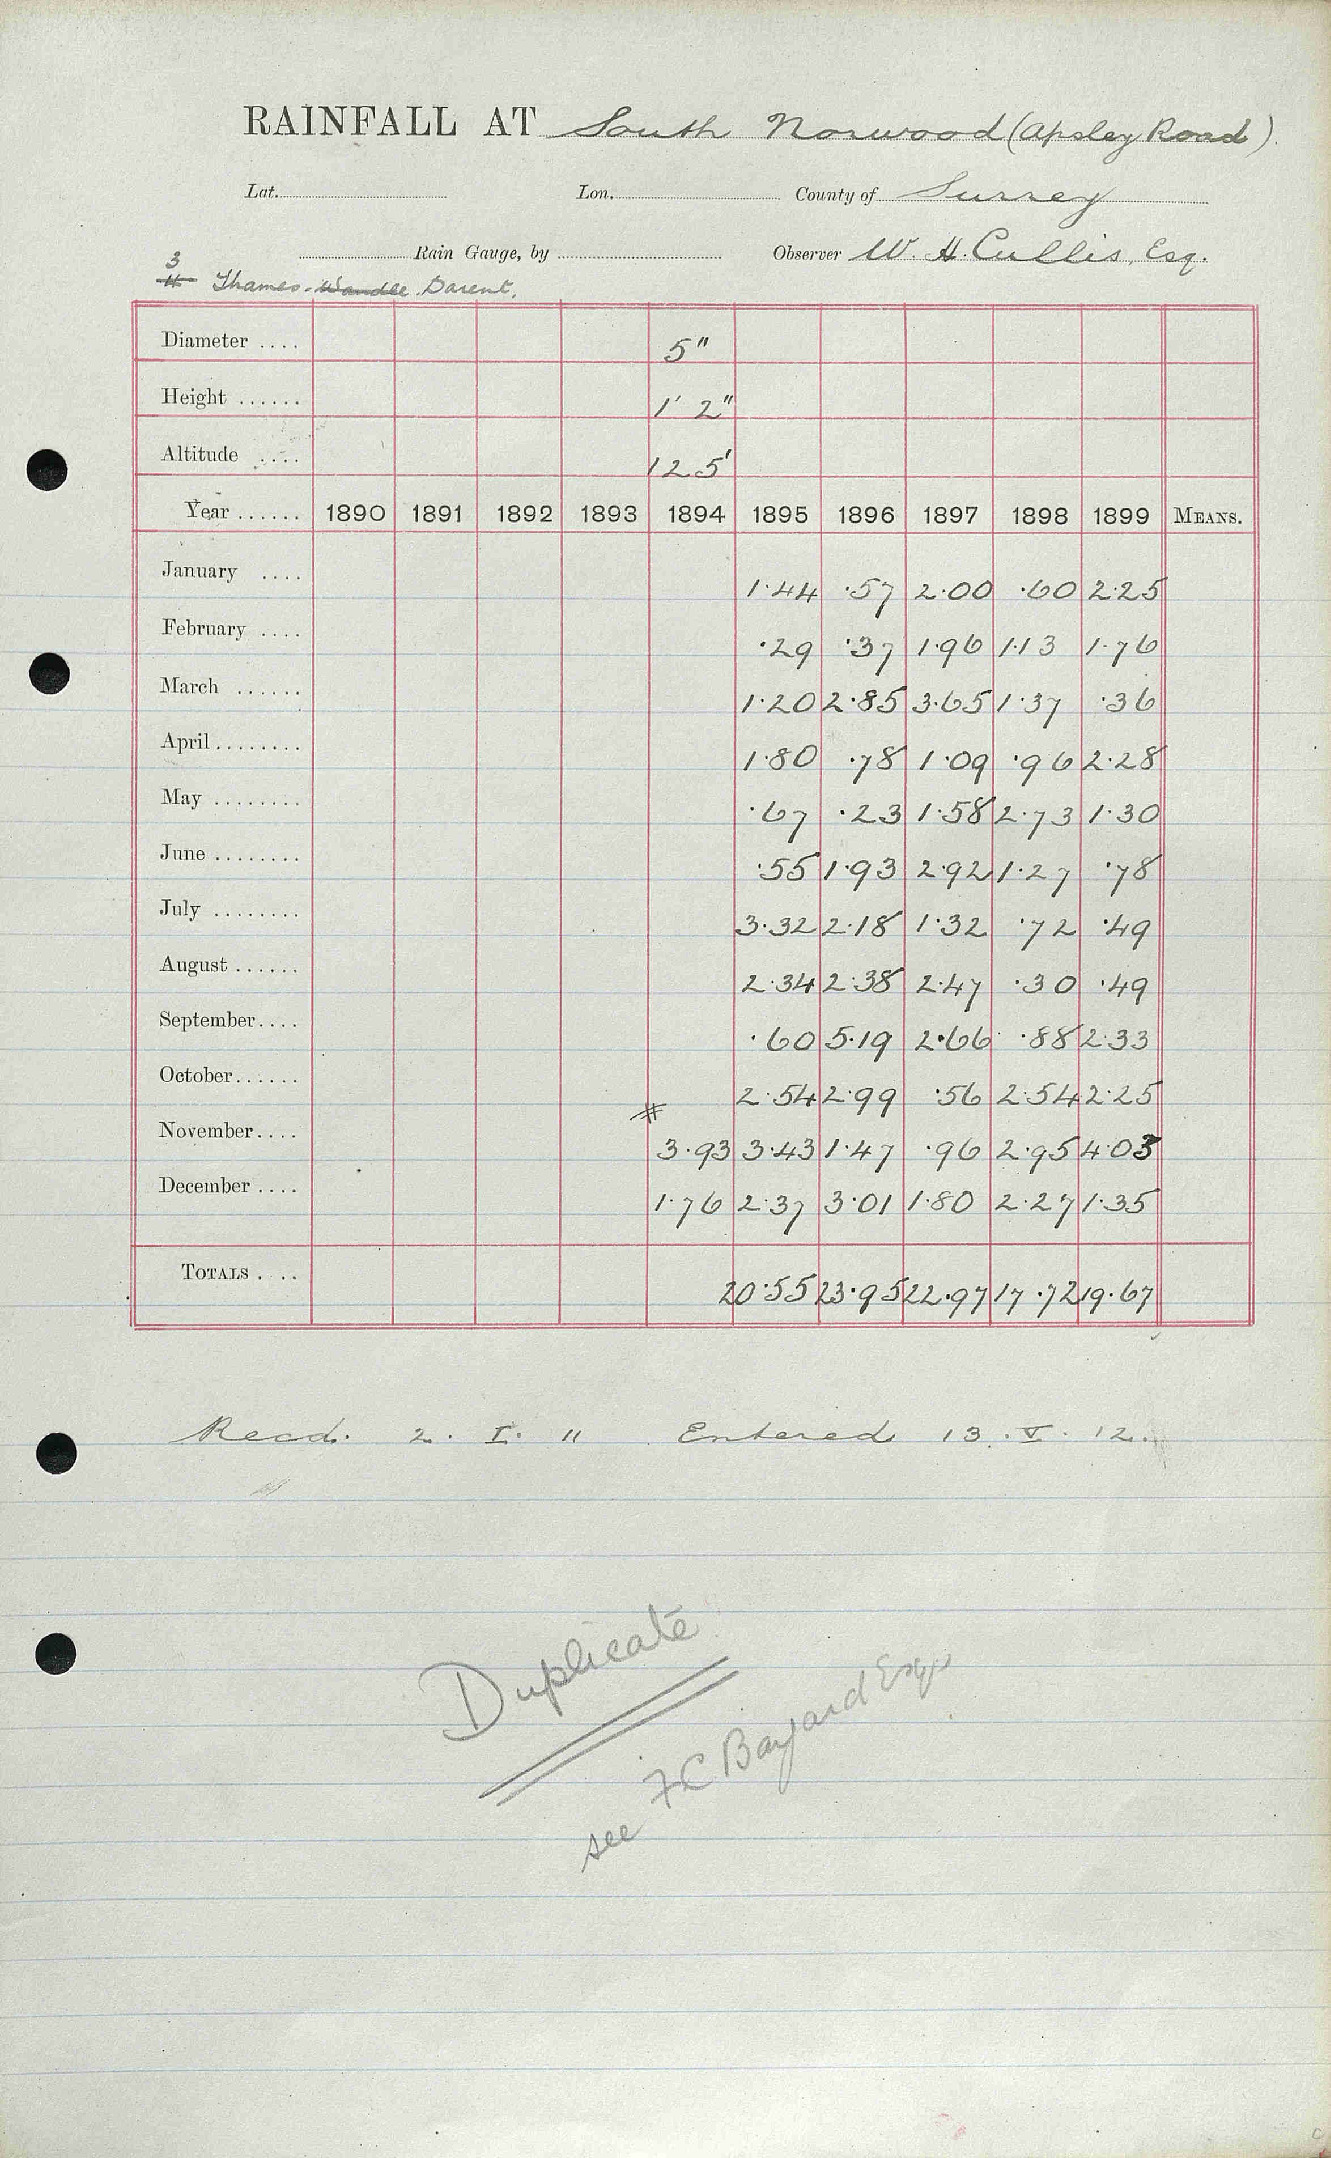 RAINFALL AT South Norwood (Apsley Road).
Lat. Lon. County of Surrey
Rain Gauge, by Observer W. H. Cullis, Esq.
3
4 Thames-Wandle Darent.
Diameter .... 5"
Height ...... 1' 2"
Altitude .... 125'
Year ...... 1890 1891 1892 1893 1894 1895 1896 1897 1898 1899 MEANS.
January .... 1.44 .57 2.00 .60 2.25
February .... .29 .37 1.96 1.13 1.76
March ...... 1.20 2.85 3.65 1.37 .36
April ........ 1.80 .78 1.09 .96 2.28
May ........ .67 .23 1.58 2.73 1.30
June ........ .55 1.93 2.92 1.27 .78
July ........ 3.32 2.18 1.32 .72 .49
August ...... 2.34 2.38 2.47 .30 .49
September.... .60 5.19 2.66 .88 2.33
October...... 2.54 2.99 .56 2.54 2.25
November.... # 3.93 3.43 1.47 .96 2.95 4.03
December .... 1.76 2.37 3.01 1.80 2.27 1.35
TOTALS .... 20.55 23.95 22.97 17.72 19.67
Recd. 2. I. 11 Entered 13. V. 12.
Duplicate
see F C Bayard Esqr